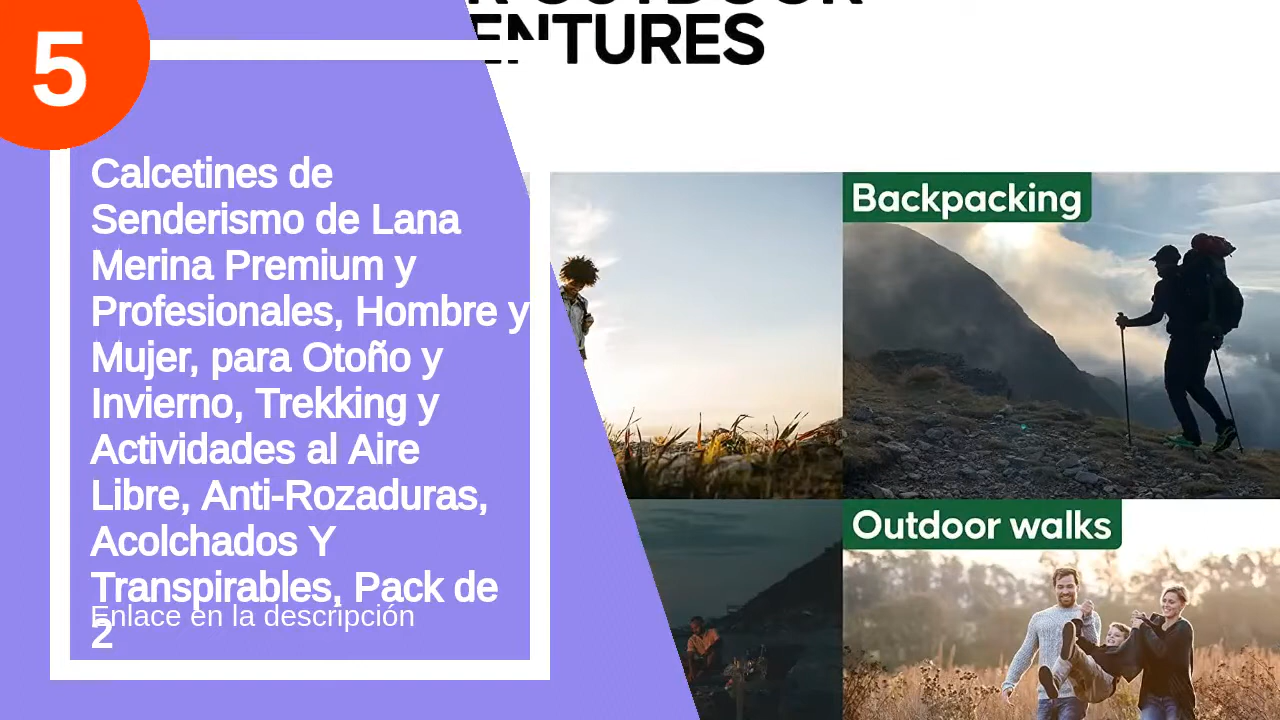 5
ENTURES
Calcetines de
Senderismo de Lana
Merina Premium y
Profesionales, Hombre y
Mujer, para Otoño y
Invierno, Trekking y
Actividades al Aire
Libre, Anti-Rozaduras,
Acolchados Y
Transpirables, Pack de
2
Enlace en la descripción
Backpacking
Outdoor walks